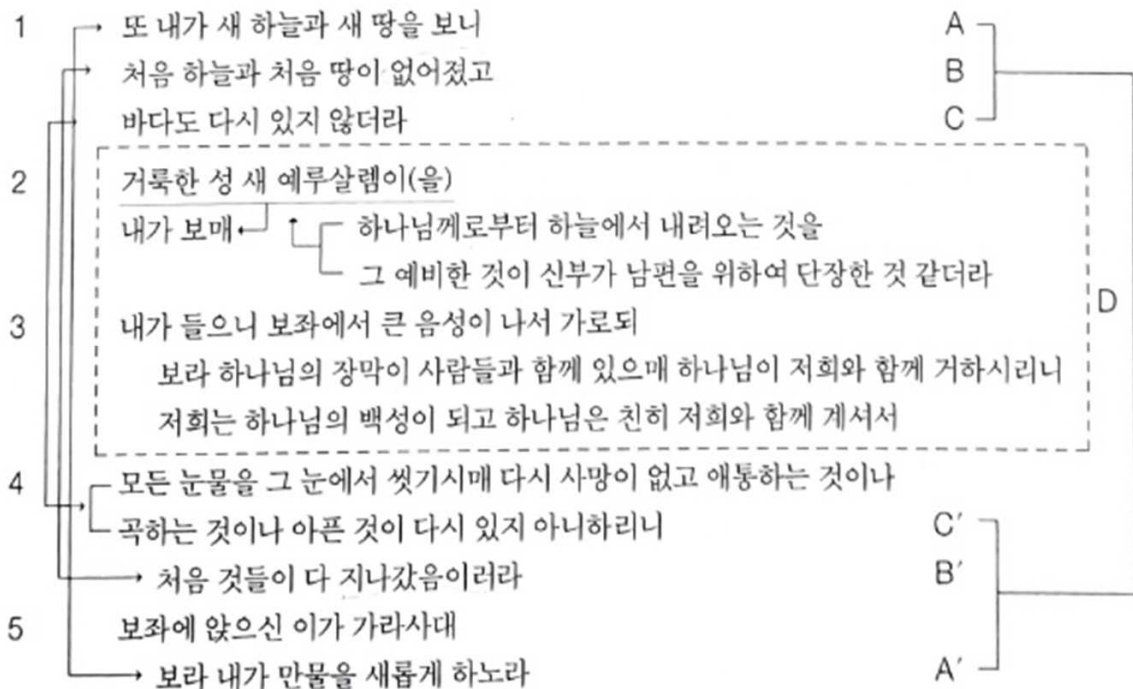 1 또 내가 새 하늘과 새 땅을 보니 A
처음 하늘과 처음 땅이 없어졌고 B
바다도 다시 있지 않더라 C
2 거룩한 성 새 예루살렘이(을)
내가 보매 하나님께로부터 하늘에서 내려오는 것을
그 예비한 것이 신부가 남편을 위하여 단장한 것 같더라
D
3 내가 들으니 보좌에서 큰 음성이 나서 가로되
보라 하나님의 장막이 사람들과 함께 있으매 하나님이 저희와 함께 거하시리니
저희는 하나님의 백성이 되고 하나님은 친히 저희와 함께 계셔서
4 모든 눈물을 그 눈에서 씻기시매 다시 사망이 없고 애통하는 것이나
곡하는 것이나 아픈 것이 다시 있지 아니하리니 C′
처음 것들이 다 지나갔음이러라 B′
5 보좌에 앉으신 이가 가라사대
보라 내가 만물을 새롭게 하노라 A′